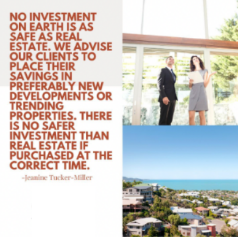 NO INVESTMENT
ON EARTH IS AS
SAFE AS REAL
ESTATE. WE ADVISE
OUR CLIENTS TO
PLACE THEIR
SAVINGS IN
PREFERABLY NEW
DEVELOPMENTS OR
TRENDING
PROPERTIES. THERE
IS NO SAFER
INVESTMENT THAN
REAL ESTATE IF
PURCHASED AT THE
CORRECT TIME.
-Jeanine Tucker-Miller